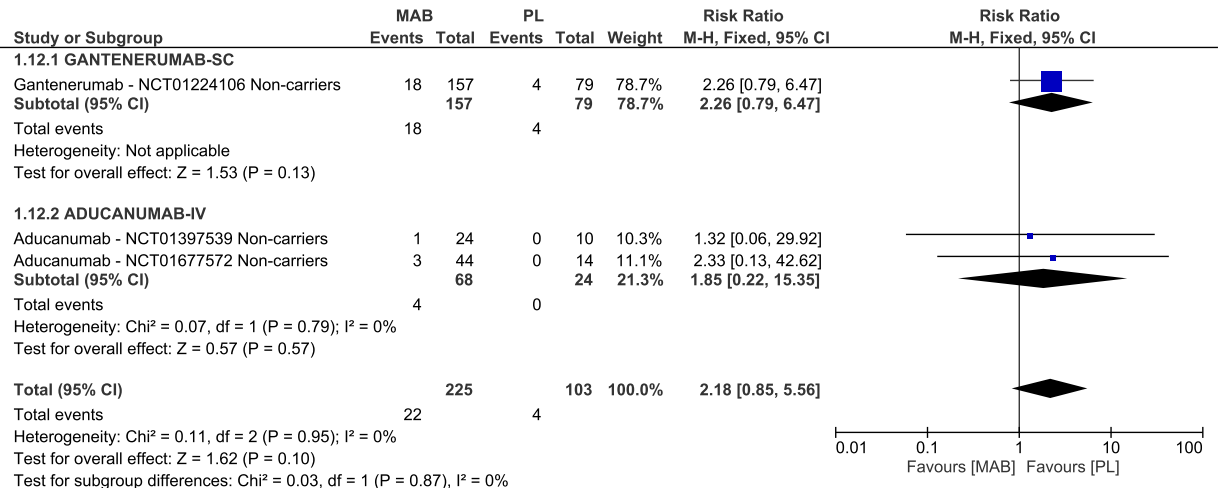 MAB PL Risk Ratio Risk Ratio
Study or Subgroup Events Total Events Total Weight M-H, Fixed, 95% CI M-H, Fixed, 95% CI
1.12.1 GANTENERUMAB-SC
Gantenerumab - NCT01224106 Non-carriers 18 157 4 79 78.7% 2.26 [0.79, 6.47]
Subtotal (95% CI) 157 79 78.7% 2.26 [0.79, 6.47]
Total events 18 4
Heterogeneity: Not applicable
Test for overall effect: Z = 1.53 (P = 0.13)
1.12.2 ADUCANUMAB-IV
Aducanumab - NCT01397539 Non-carriers 1 24 0 10 10.3% 1.32 [0.06, 29.92]
Aducanumab - NCT01677572 Non-carriers 3 44 0 14 11.1% 2.33 [0.13, 42.62]
Subtotal (95% CI) 68 24 21.3% 1.85 [0.22, 15.35]
Total events 4 0
Heterogeneity: Chi² = 0.07, df = 1 (P = 0.79); I² = 0%
Test for overall effect: Z = 0.57 (P = 0.57)
Total (95% CI) 225 103 100.0% 2.18 [0.85, 5.56]
Total events 22 4
Heterogeneity: Chi² = 0.11, df = 2 (P = 0.95); I² = 0%
Test for overall effect: Z = 1.62 (P = 0.10)
Test for subgroup differences: Chi² = 0.03, df = 1 (P = 0.87), I² = 0%
0.01 0.1 1 10 100
Favours [MAB] Favours [PL]